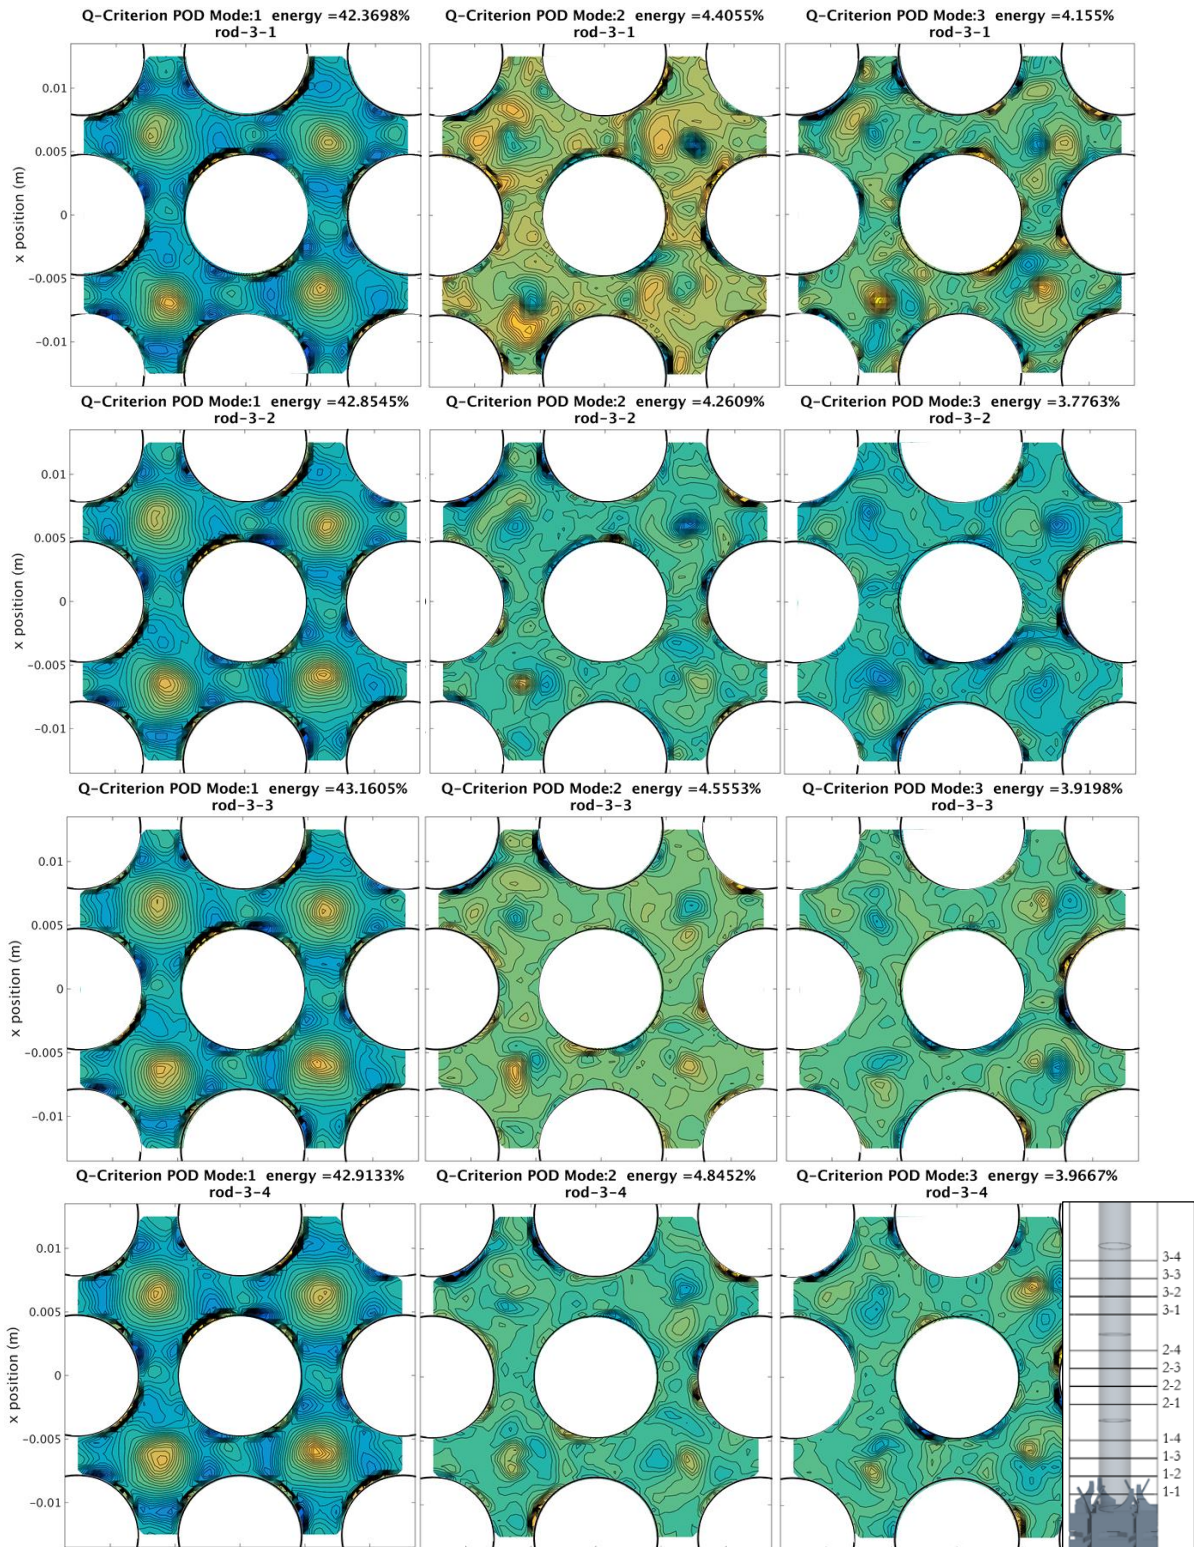 Q-Criterion POD Mode:1 energy =42.3698%
rod-3-1
Q-Criterion POD Mode:2 energy =4.4055%
rod-3-1
Q-Criterion POD Mode:3 energy =4.155%
rod-3-1
x position (m)
0.01
0.005
0
-0.005
-0.01
Q-Criterion POD Mode:1 energy =42.8545%
rod-3-2
Q-Criterion POD Mode:2 energy =4.2609%
rod-3-2
Q-Criterion POD Mode:3 energy =3.7763%
rod-3-2
x position (m)
0.01
0.005
0
-0.005
-0.01
Q-Criterion POD Mode:1 energy =43.1605%
rod-3-3
Q-Criterion POD Mode:2 energy =4.5553%
rod-3-3
Q-Criterion POD Mode:3 energy =3.9198%
rod-3-3
x position (m)
0.01
0.005
0
-0.005
-0.01
Q-Criterion POD Mode:1 energy =42.9133%
rod-3-4
Q-Criterion POD Mode:2 energy =4.8452%
rod-3-4
Q-Criterion POD Mode:3 energy =3.9667%
rod-3-4
x position (m)
0.01
0.005
0
-0.005
-0.01
3-4
3-3
3-2
3-1
2-4
2-3
2-2
2-1
1-4
1-3
1-2
1-1